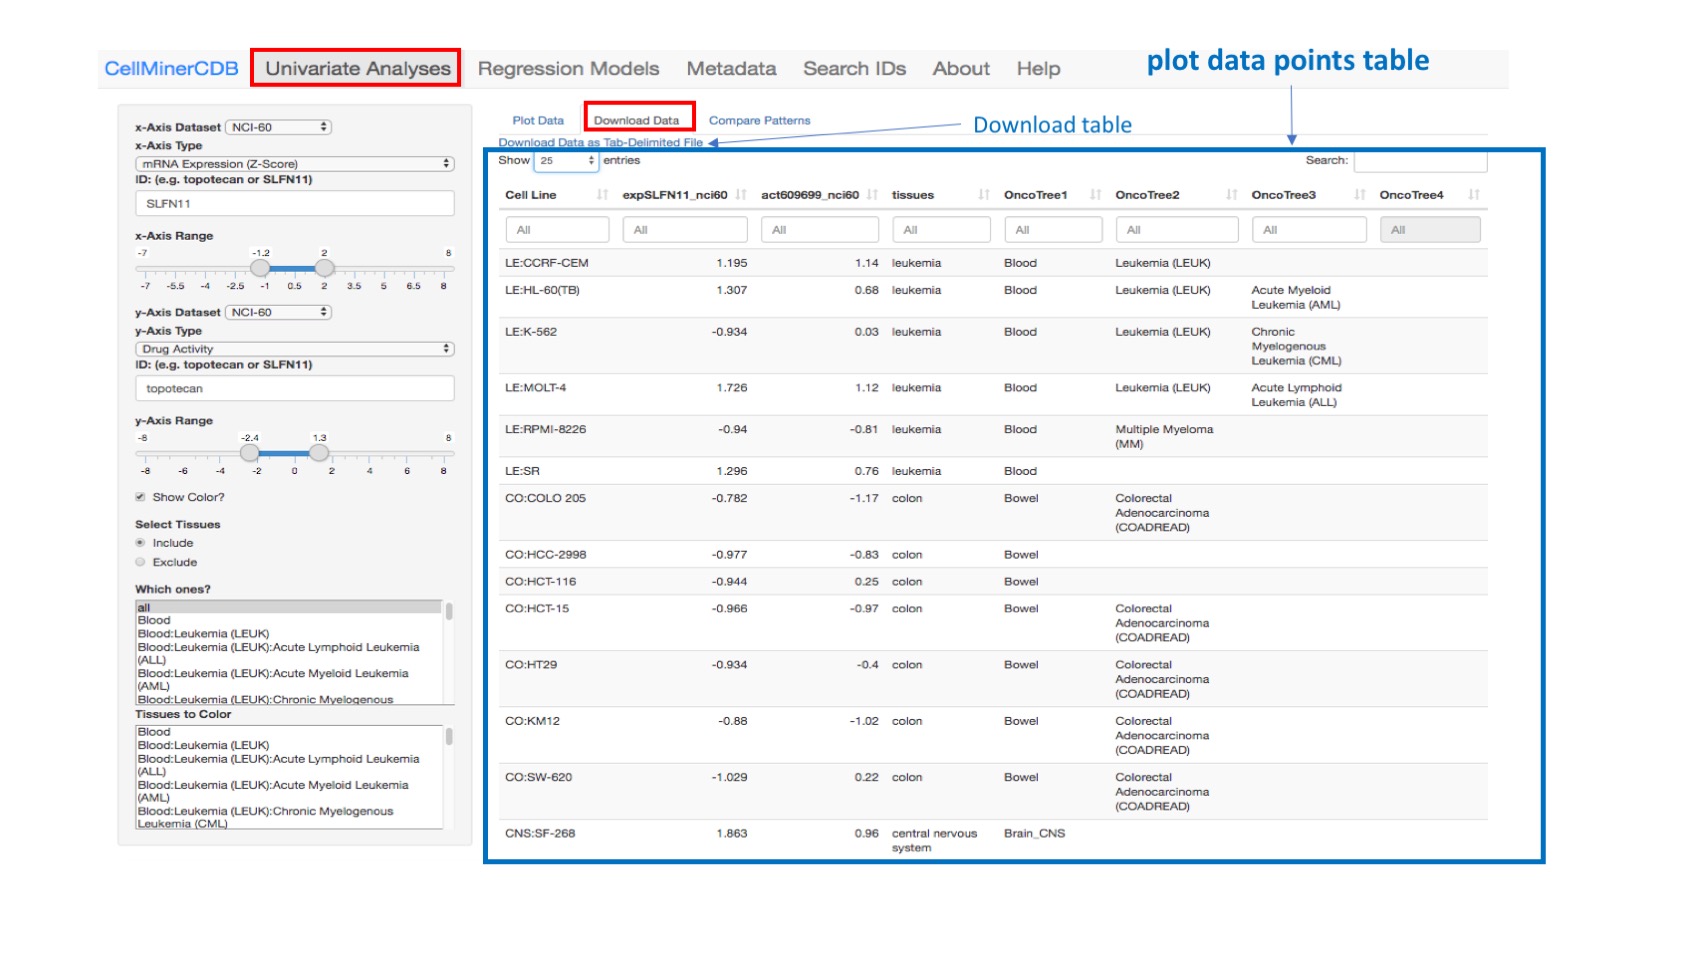 plot data points table
CellMinerCDB Univariate Analyses Regression Models Metadata Search IDs About Help
x-Axis Dataset NCI-60
x-Axis Type
mRNA Expression (Z-Score)
ID: (e.g. topotecan or SLFN11)
SLFN11
x-Axis Range
-7 -1.2 2 8
-7 -5.5 -4 -2.5 -1 0.5 2 3.5 5 6.5 8
y-Axis Dataset NCI-60
y-Axis Type
Drug Activity
ID: (e.g. topotecan or SLFN11)
topotecan
y-Axis Range
-8 -2.4 1.3 8
-8 -6 -4 -2 0 2 4 6 8
Show Color?
Select Tissues
Include
Exclude
Which ones?
all
Blood
Blood:Leukemia (LEUK)
Blood:Leukemia (LEUK):Acute Lymphoid Leukemia
(ALL)
Blood:Leukemia (LEUK):Acute Myeloid Leukemia
(AML)
Blood:Leukemia (LEUK):Chronic Myelogenous
Tissues to Color
Blood
Blood:Leukemia (LEUK)
Blood:Leukemia (LEUK):Acute Lymphoid Leukemia
(ALL)
Blood:Leukemia (LEUK):Acute Myeloid Leukemia
(AML)
Blood:Leukemia (LEUK):Chronic Myelogenous
Leukemia (CML)
Plot Data Download Data Compare Patterns
Download table
Download Data as Tab-Delimited File
Show 25 entries Search:
Cell Line expSLFN11_nci60 act609699_nci60 tissues OncoTree1 OncoTree2 OncoTree3 OncoTree4
All All All All All All All All
LE:CCRF-CEM 1.195 1.14 leukemia Blood Leukemia (LEUK)
LE:HL-60(TB) 1.307 0.68 leukemia Blood Leukemia (LEUK) Acute Myeloid
Leukemia (AML)
LE:K-562 -0.934 0.03 leukemia Blood Leukemia (LEUK) Chronic
Myelogenous
Leukemia (CML)
LE:MOLT-4 1.726 1.12 leukemia Blood Leukemia (LEUK) Acute Lymphoid
Leukemia (ALL)
LE:RPMI-8226 -0.94 -0.81 leukemia Blood Multiple Myeloma
(MM)
LE:SR 1.296 0.76 leukemia Blood
CO:COLO 205 -0.782 -1.17 colon Bowel Colorectal
Adenocarcinoma
(COADREAD)
CO:HCC-2998 -0.977 -0.83 colon Bowel
CO:HCT-116 -0.944 0.25 colon Bowel
CO:HCT-15 -0.966 -0.97 colon Bowel Colorectal
Adenocarcinoma
(COADREAD)
CO:HT29 -0.934 -0.4 colon Bowel Colorectal
Adenocarcinoma
(COADREAD)
CO:KM12 -0.88 -1.02 colon Bowel Colorectal
Adenocarcinoma
(COADREAD)
CO:SW-620 -1.029 0.22 colon Bowel Colorectal
Adenocarcinoma
(COADREAD)
CNS:SF-268 1.863 0.96 central nervous Brain_CNS
system